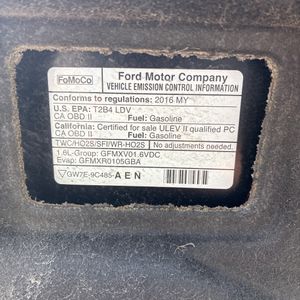 FoMoCo
Ford Motor Company
VEHICLE EMISSION CONTROL INFORMATION
Conforms to regulations: 2016 MY
U.S. EPA: T2B4 LDV
CA OBD II Fuel: Gasoline
California: Certified for sale ULEV II qualified PC
CA OBD II Fuel: Gasoline
TWC/HO2S/SFI/WR-HO2S No adjustments needed.
1.6L-Group: GFMXV01.6VDC
Evap: GFMXR0105GBA
GW7E-9C485-AEN